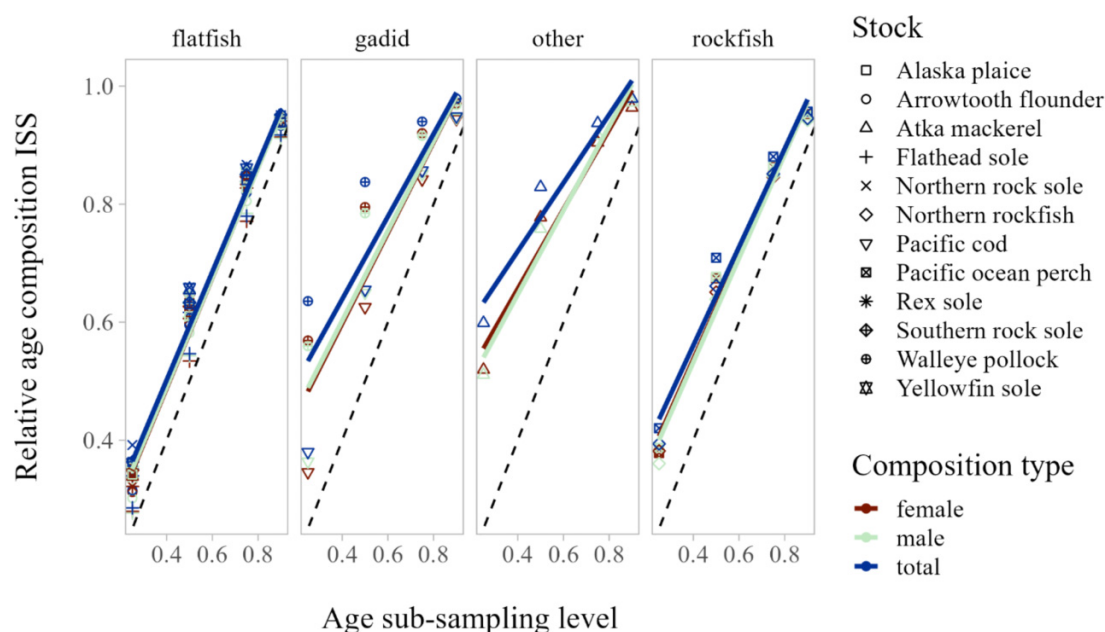 flatfish gadid other rockfish
Relative age composition ISS
1.0
0.8
0.6
0.4
0.4 0.6 0.8 0.4 0.6 0.8 0.4 0.6 0.8 0.4 0.6 0.8
Age sub-sampling level
Stock
Alaska plaice
Arrowtooth flounder
Atka mackerel
Flathead sole
Northern rock sole
Northern rockfish
Pacific cod
Pacific ocean perch
Rex sole
Southern rock sole
Walleye pollock
Yellowfin sole
Composition type
female
male
total